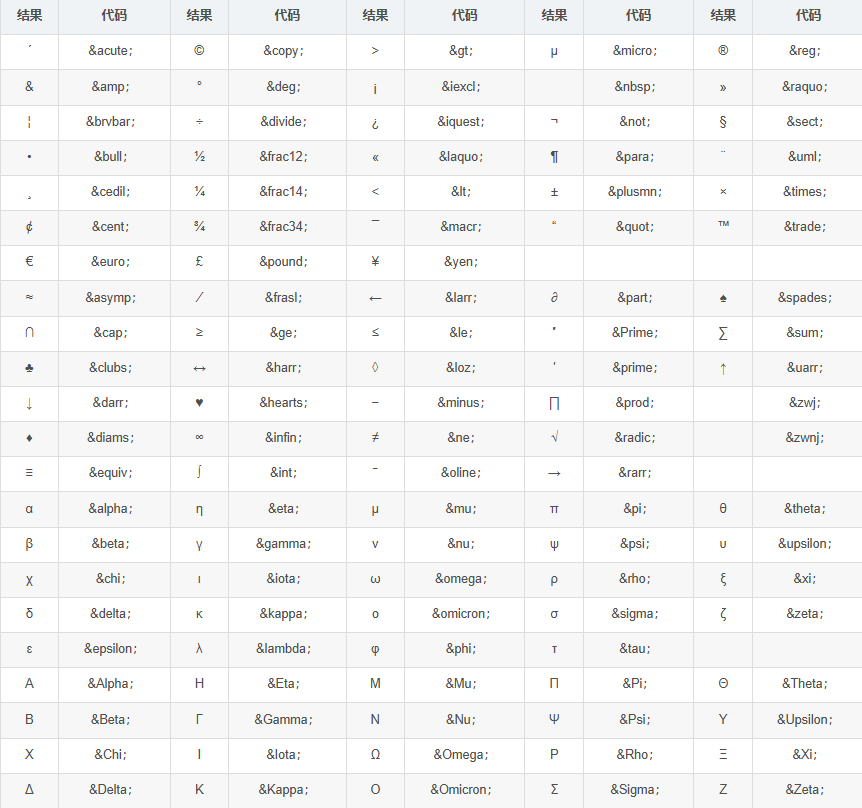 结果 代码 结果 代码 结果 代码 结果 代码 结果 代码
´ &acute; © &copy; > &gt; µ &micro; ® &reg;
& &amp; ° &deg; ¡ &iexcl; &nbsp; » &raquo;
¦ &brvbar; ÷ &divide; ¿ &iquest; ¬ &not; § &sect;
• &bull; ½ &frac12; « &laquo; ¶ &para; ¨ &uml;
¸ &cedil; ¼ &frac14; < &lt; ± &plusmn; × &times;
¢ &cent; ¾ &frac34; ¯ &macr; “ &quot; ™ &trade;
€ &euro; £ &pound; ¥ &yen;
≈ &asymp; ⁄ &frasl; ← &larr; ∂ &part; ♠ &spades;
∩ &cap; ≥ &ge; ≤ &le; ″ &Prime; ∑ &sum;
♣ &clubs; ↔ &harr; ◊ &loz; ′ &prime; ↑ &uarr;
↓ &darr; ♥ &hearts; − &minus; ∏ &prod; &zwj;
♦ &diams; ∞ &infin; ≠ &ne; √ &radic; &zwnj;
≡ &equiv; ∫ &int; ‾ &oline; → &rarr;
α &alpha; η &eta; μ &mu; π &pi; θ &theta;
β &beta; γ &gamma; ν &nu; ψ &psi; υ &upsilon;
χ &chi; ι &iota; ω &omega; ρ &rho; ξ &xi;
δ &delta; κ &kappa; ο &omicron; σ &sigma; ζ &zeta;
ε &epsilon; λ &lambda; φ &phi; τ &tau;
Α &Alpha; Η &Eta; Μ &Mu; Π &Pi; Θ &Theta;
Β &Beta; Γ &Gamma; Ν &Nu; Ψ &Psi; Υ &Upsilon;
Χ &Chi; Ι &Iota; Ω &Omega; Ρ &Rho; Ξ &Xi;
Δ &Delta; Κ &Kappa; Ο &Omicron; Σ &Sigma; Ζ &Zeta;